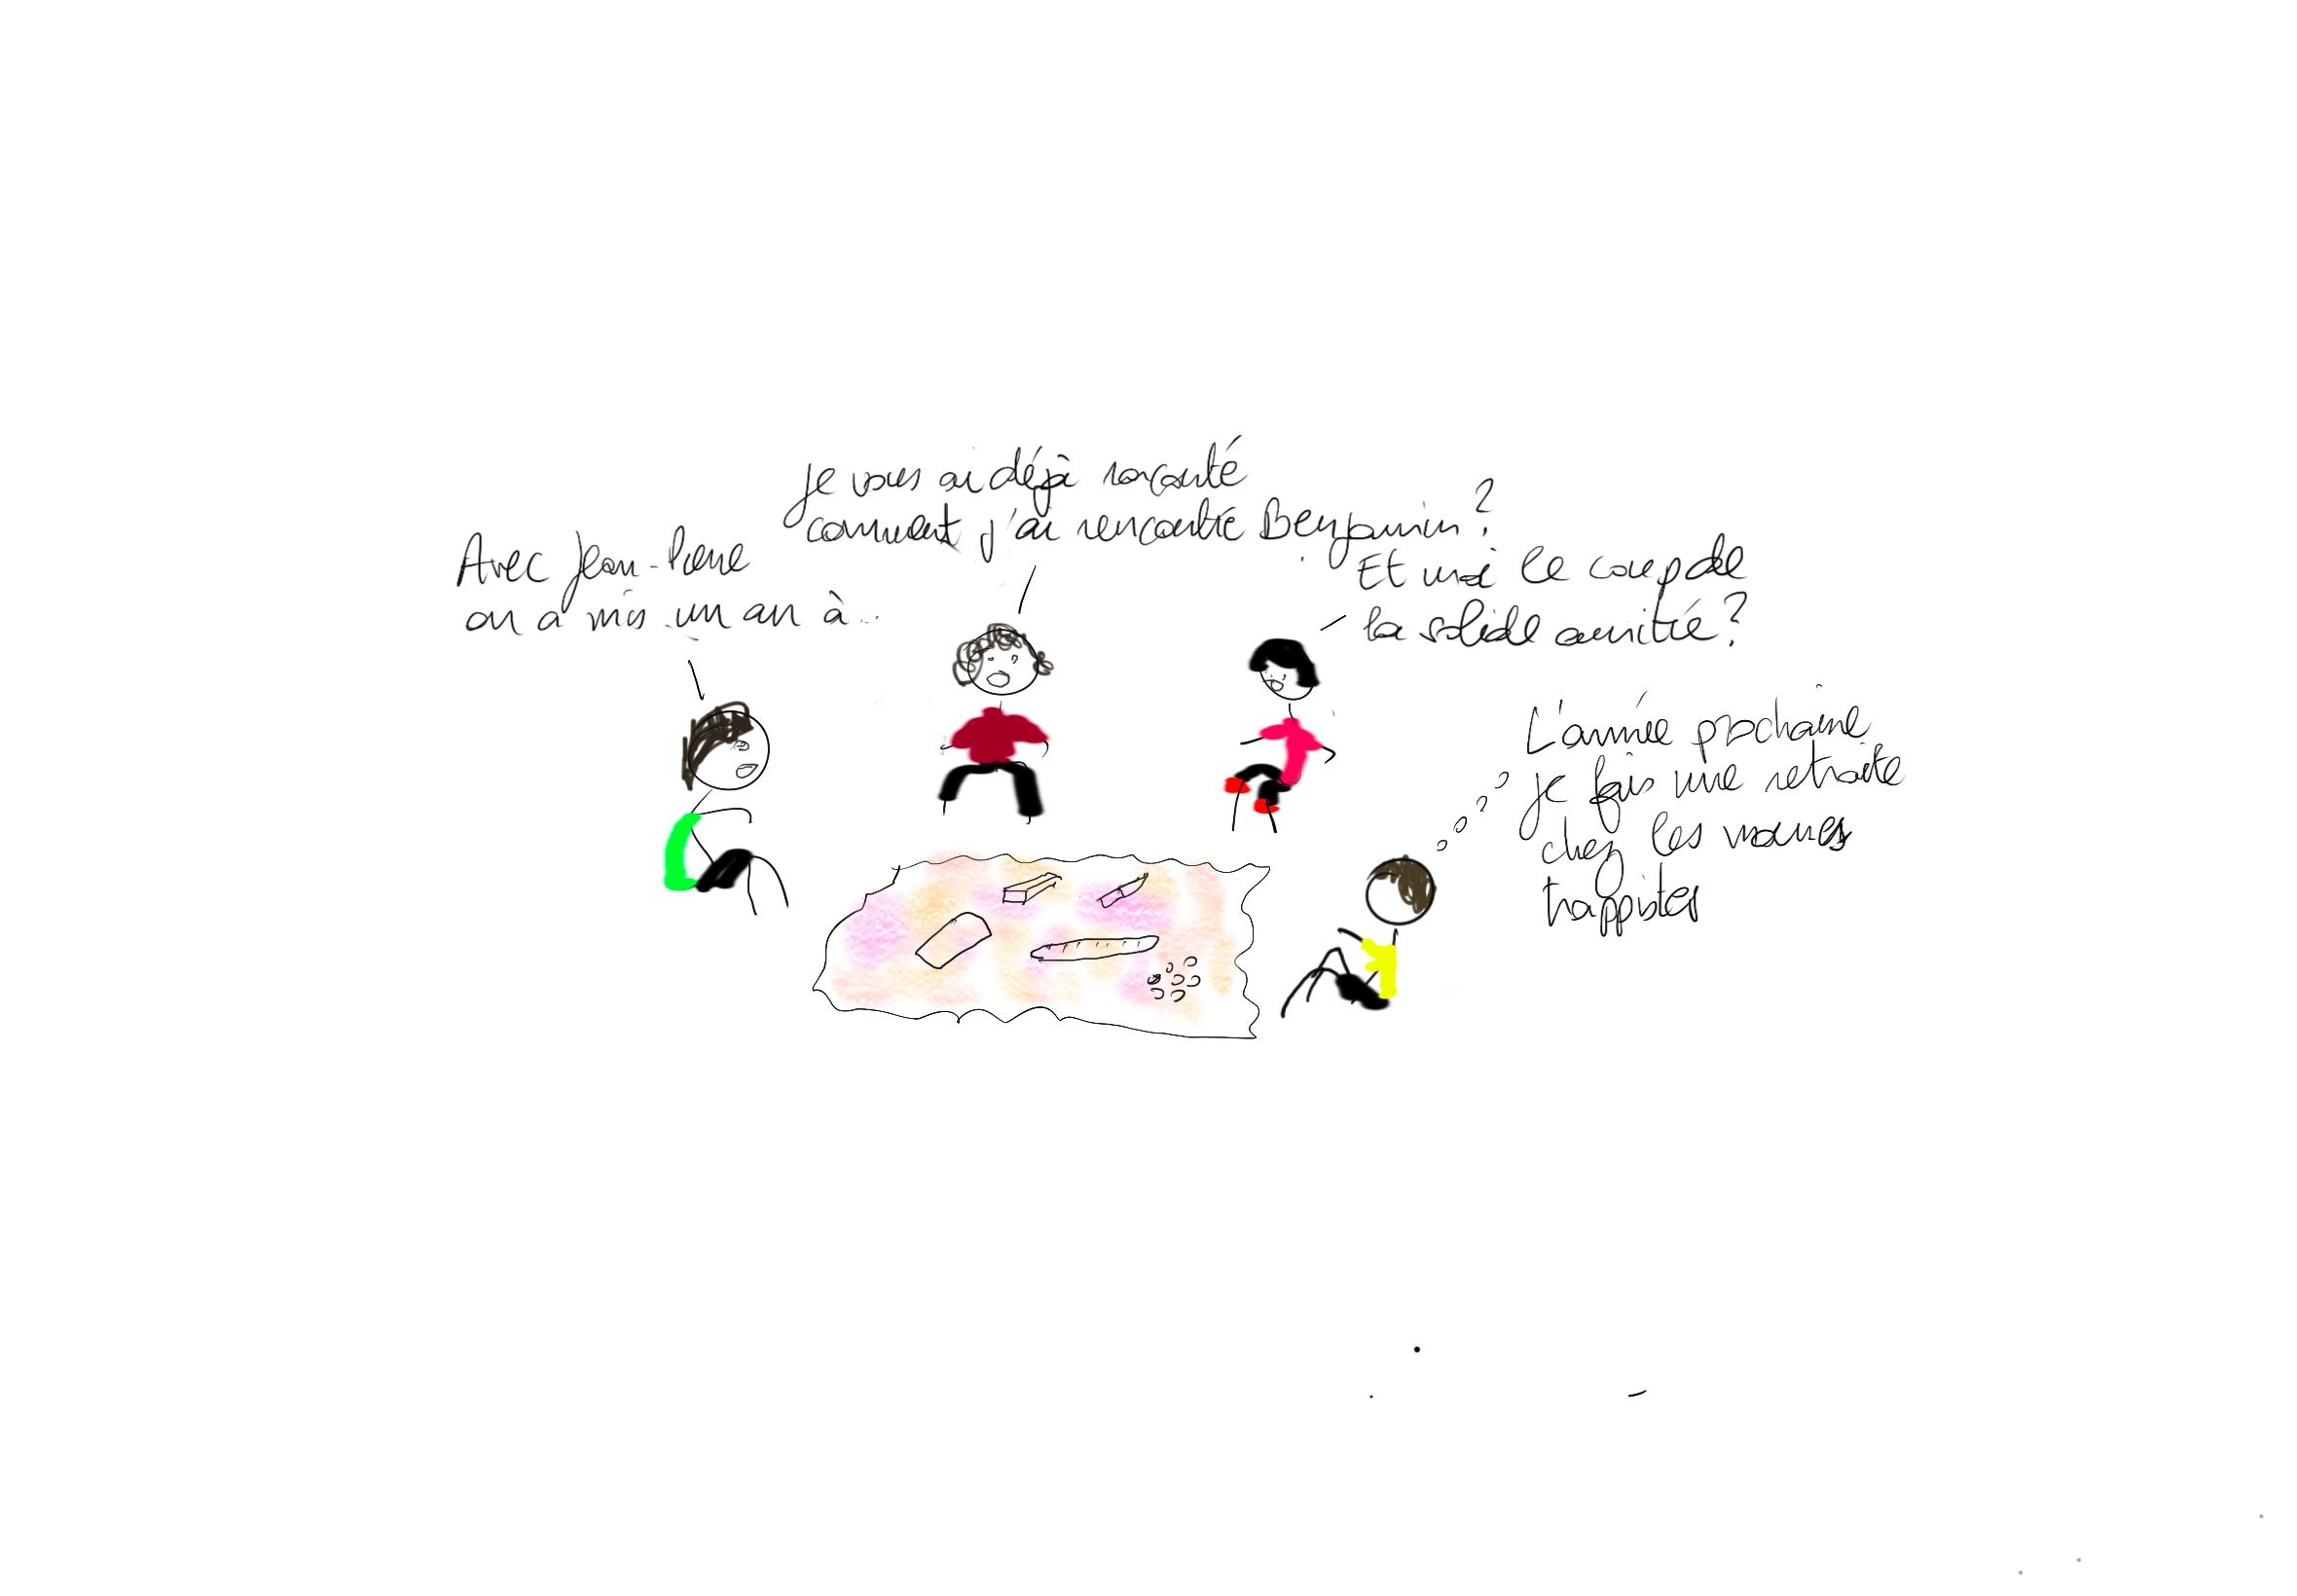 Avec Jean-Pierre
on a mis un an à...
Je vous ai déjà raconté
comment j'ai rencontré Benjamin ?
Et moi le coup de
la solide amitié ?
L'année prochaine
je fais une retraite
chez les moines
trappistes